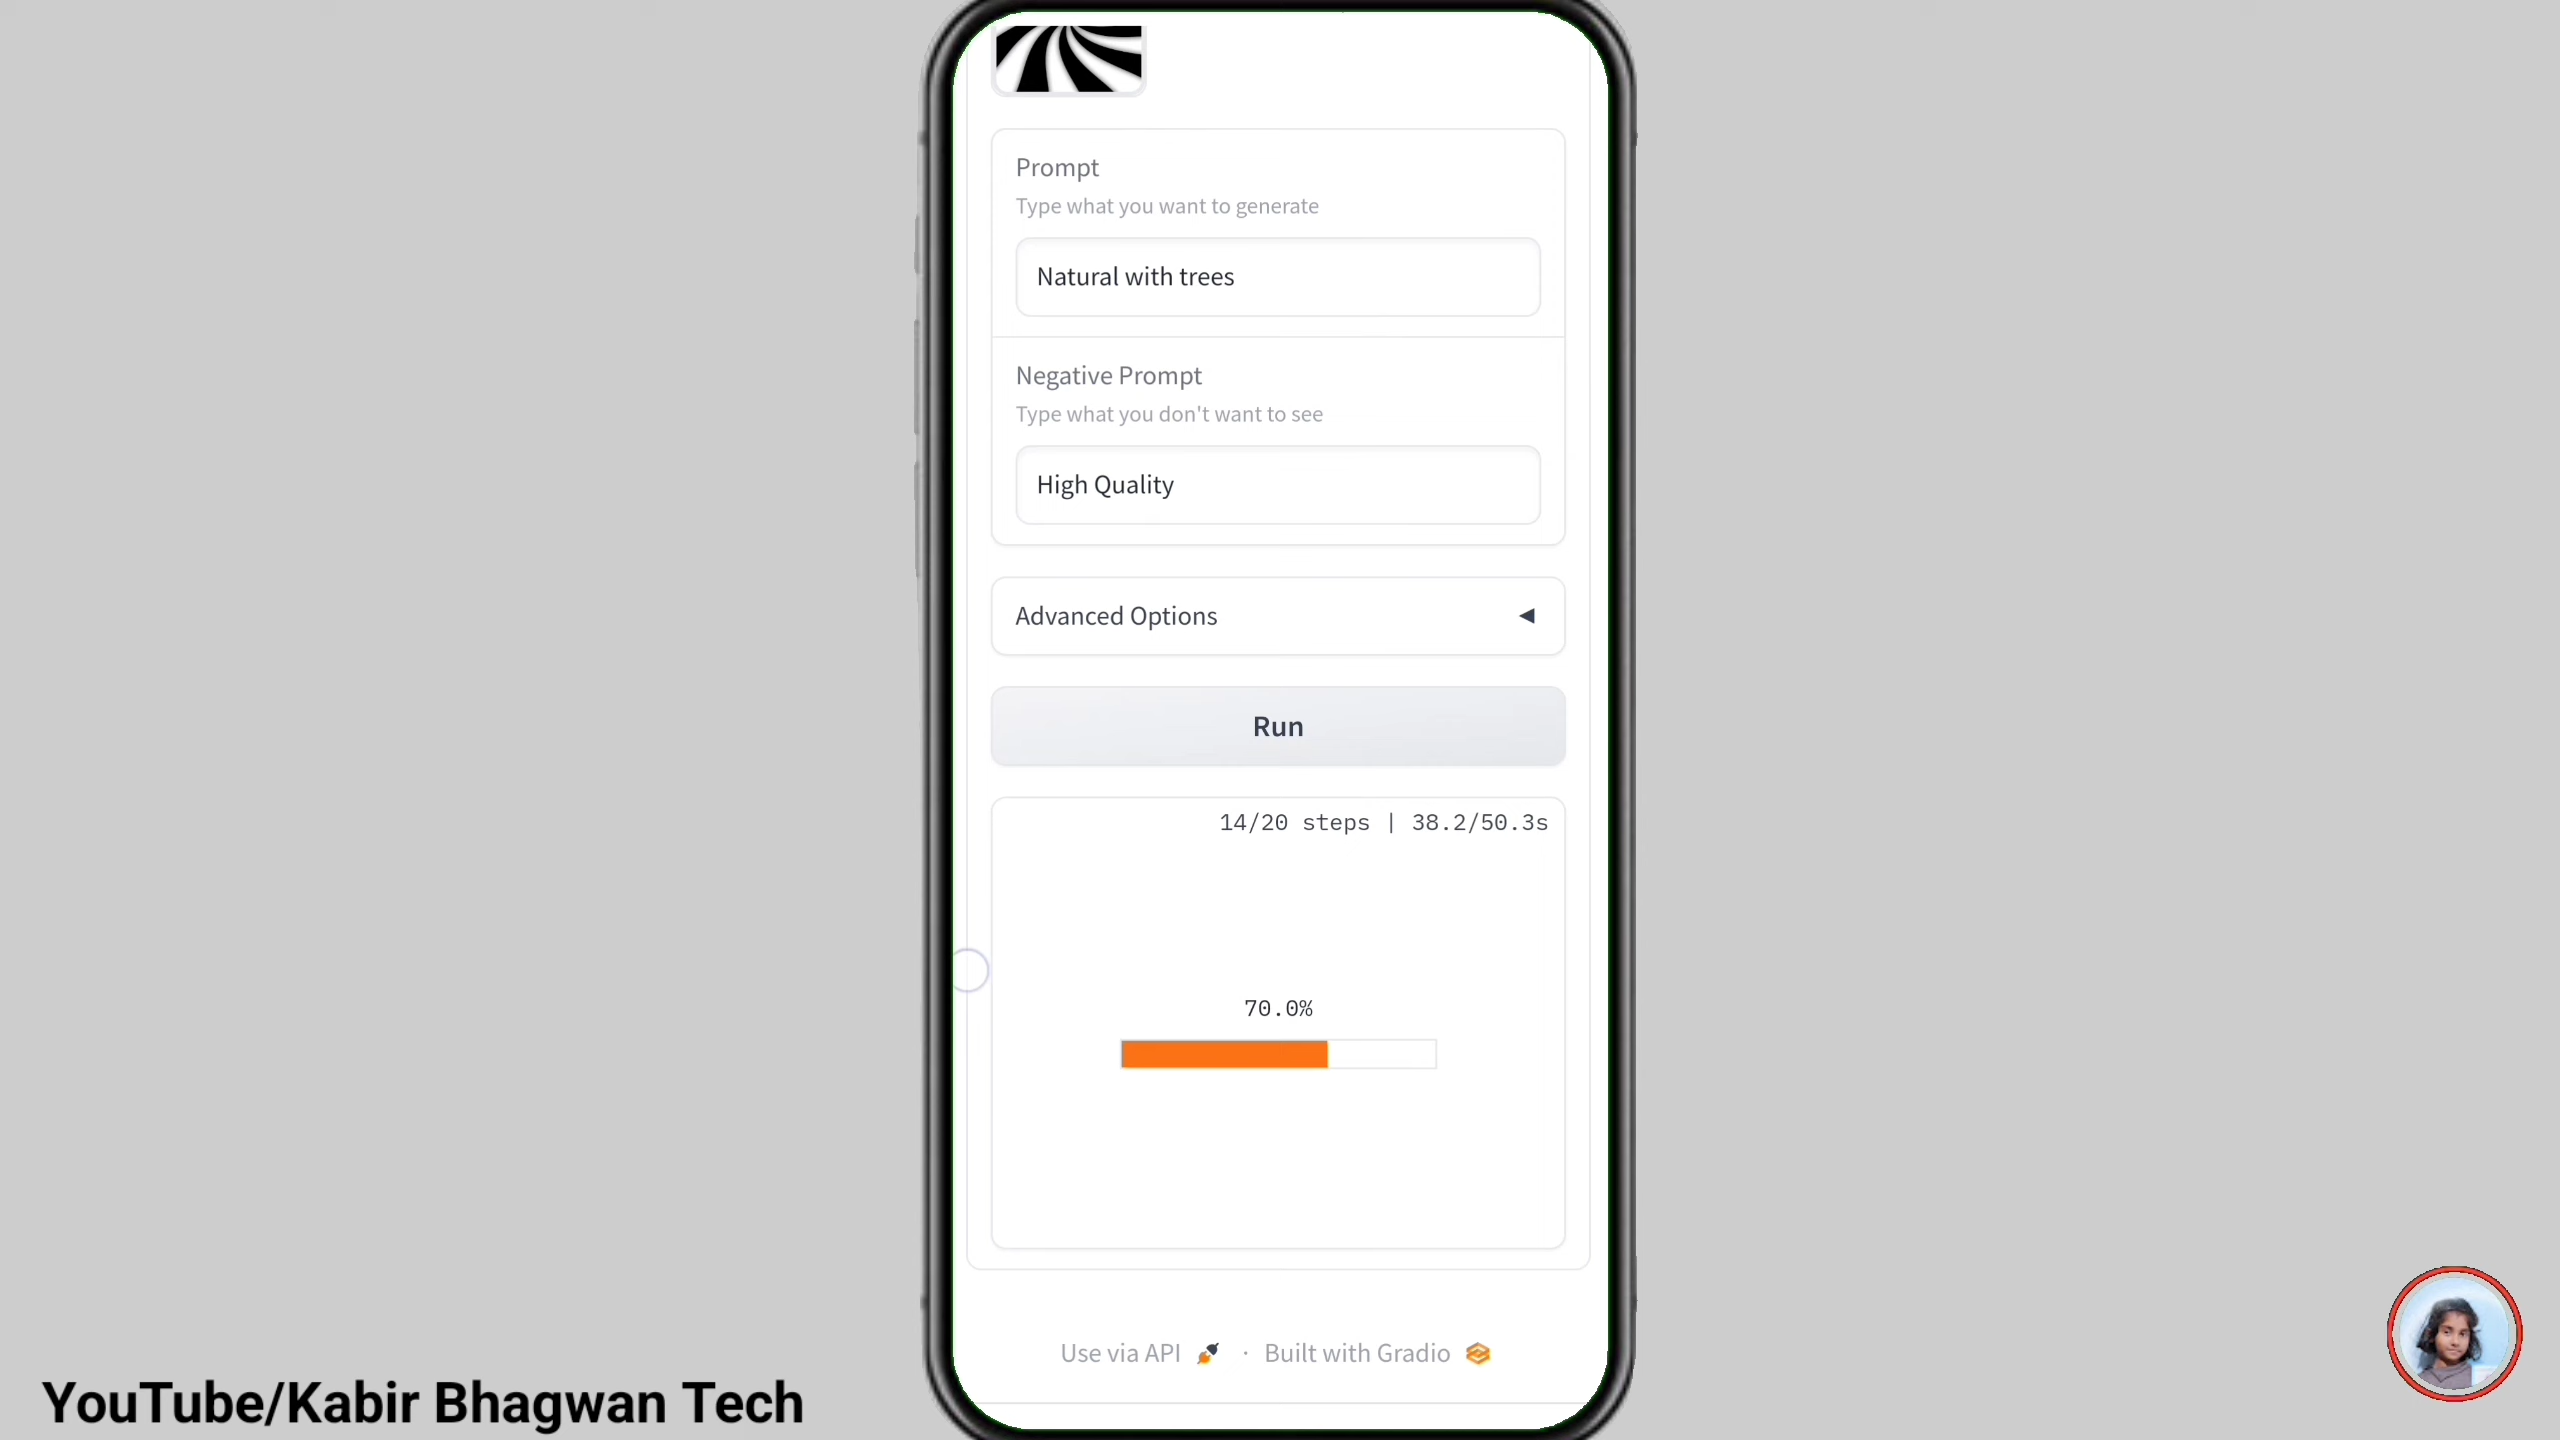 Prompt
Type what you want to generate
Natural with trees
Negative Prompt
Type what you don't want to see
High Quality
Advanced Options
Run
14/20 steps | 38.2/50.3s
70.0%
Use via API · Built with Gradio
YouTube/Kabir Bhagwan Tech